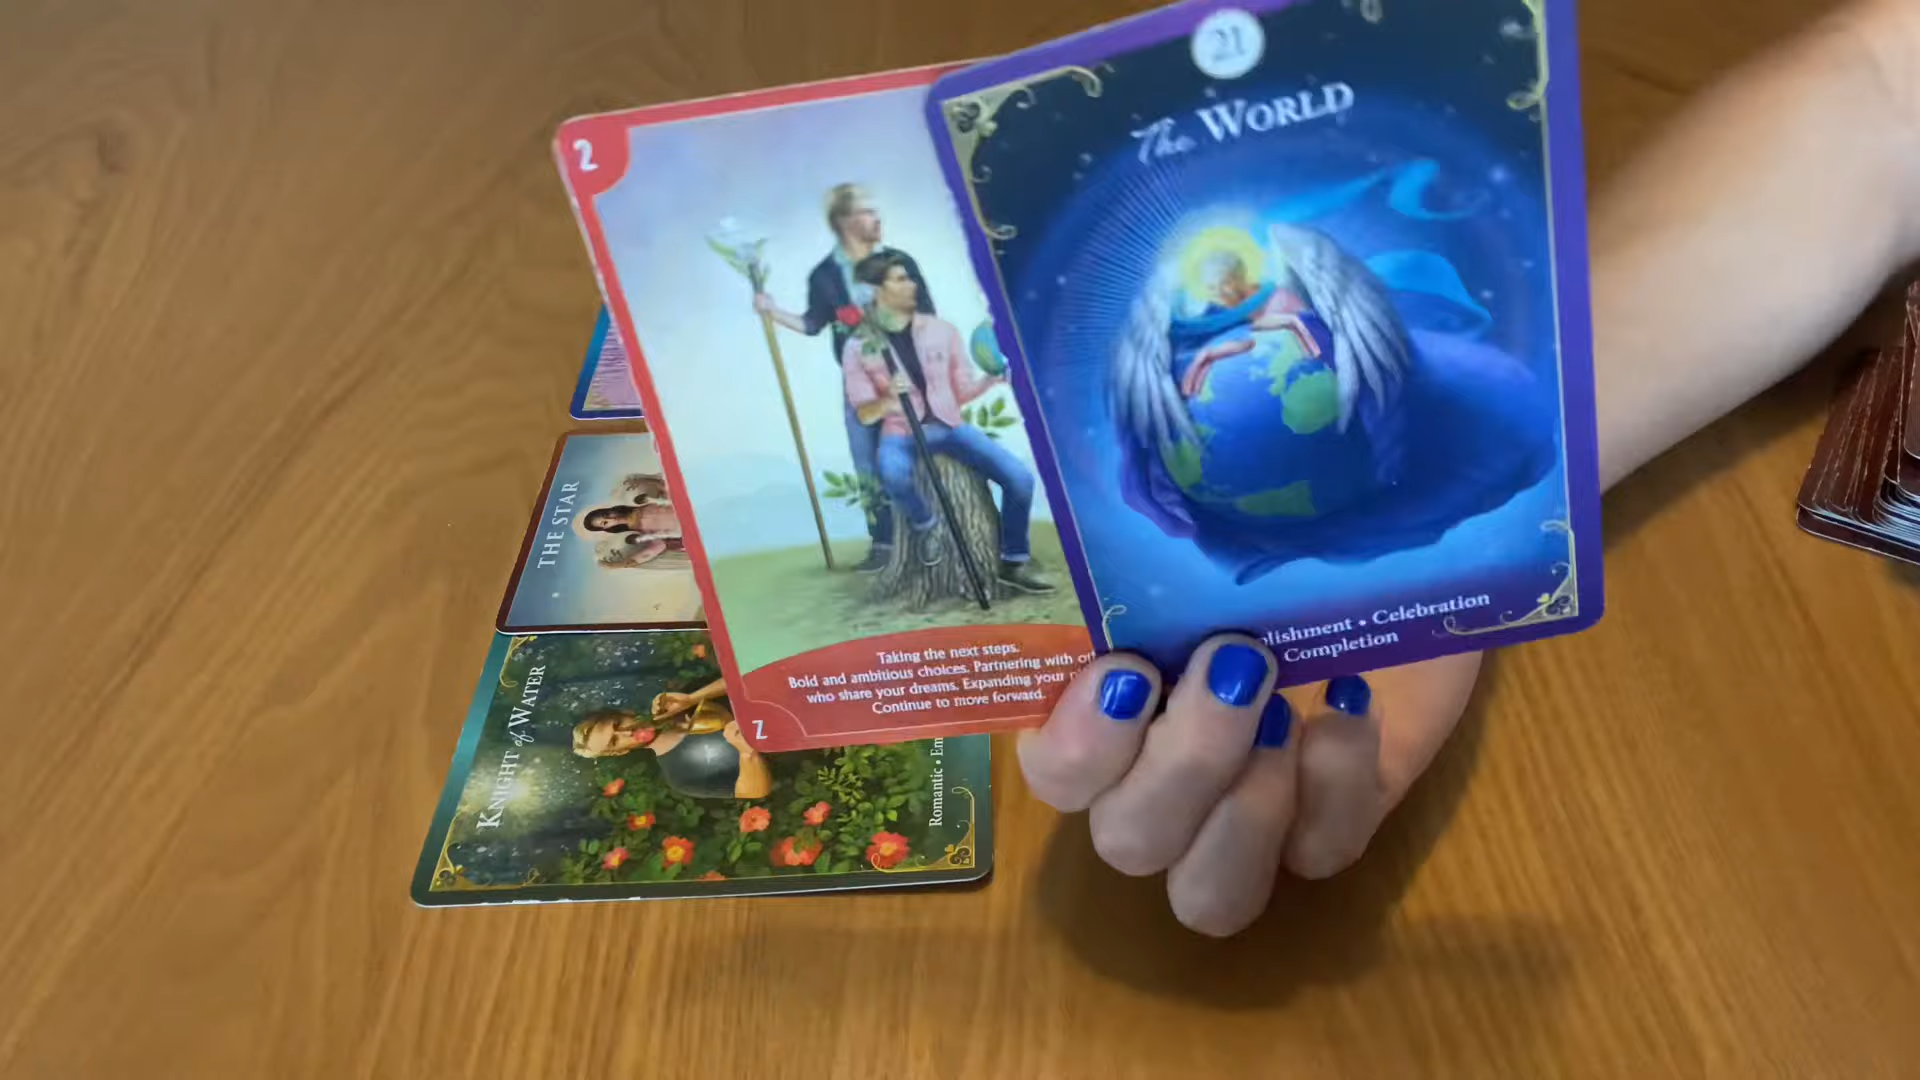 2
Taking the next steps.
Bold and ambitious choices. Partnering with
who share your dreams. Expanding your
Continue to move forward.
2
21
The WORLD
Celebration
Completion
THE STAR
KNIGHT of WATER
Romantic •